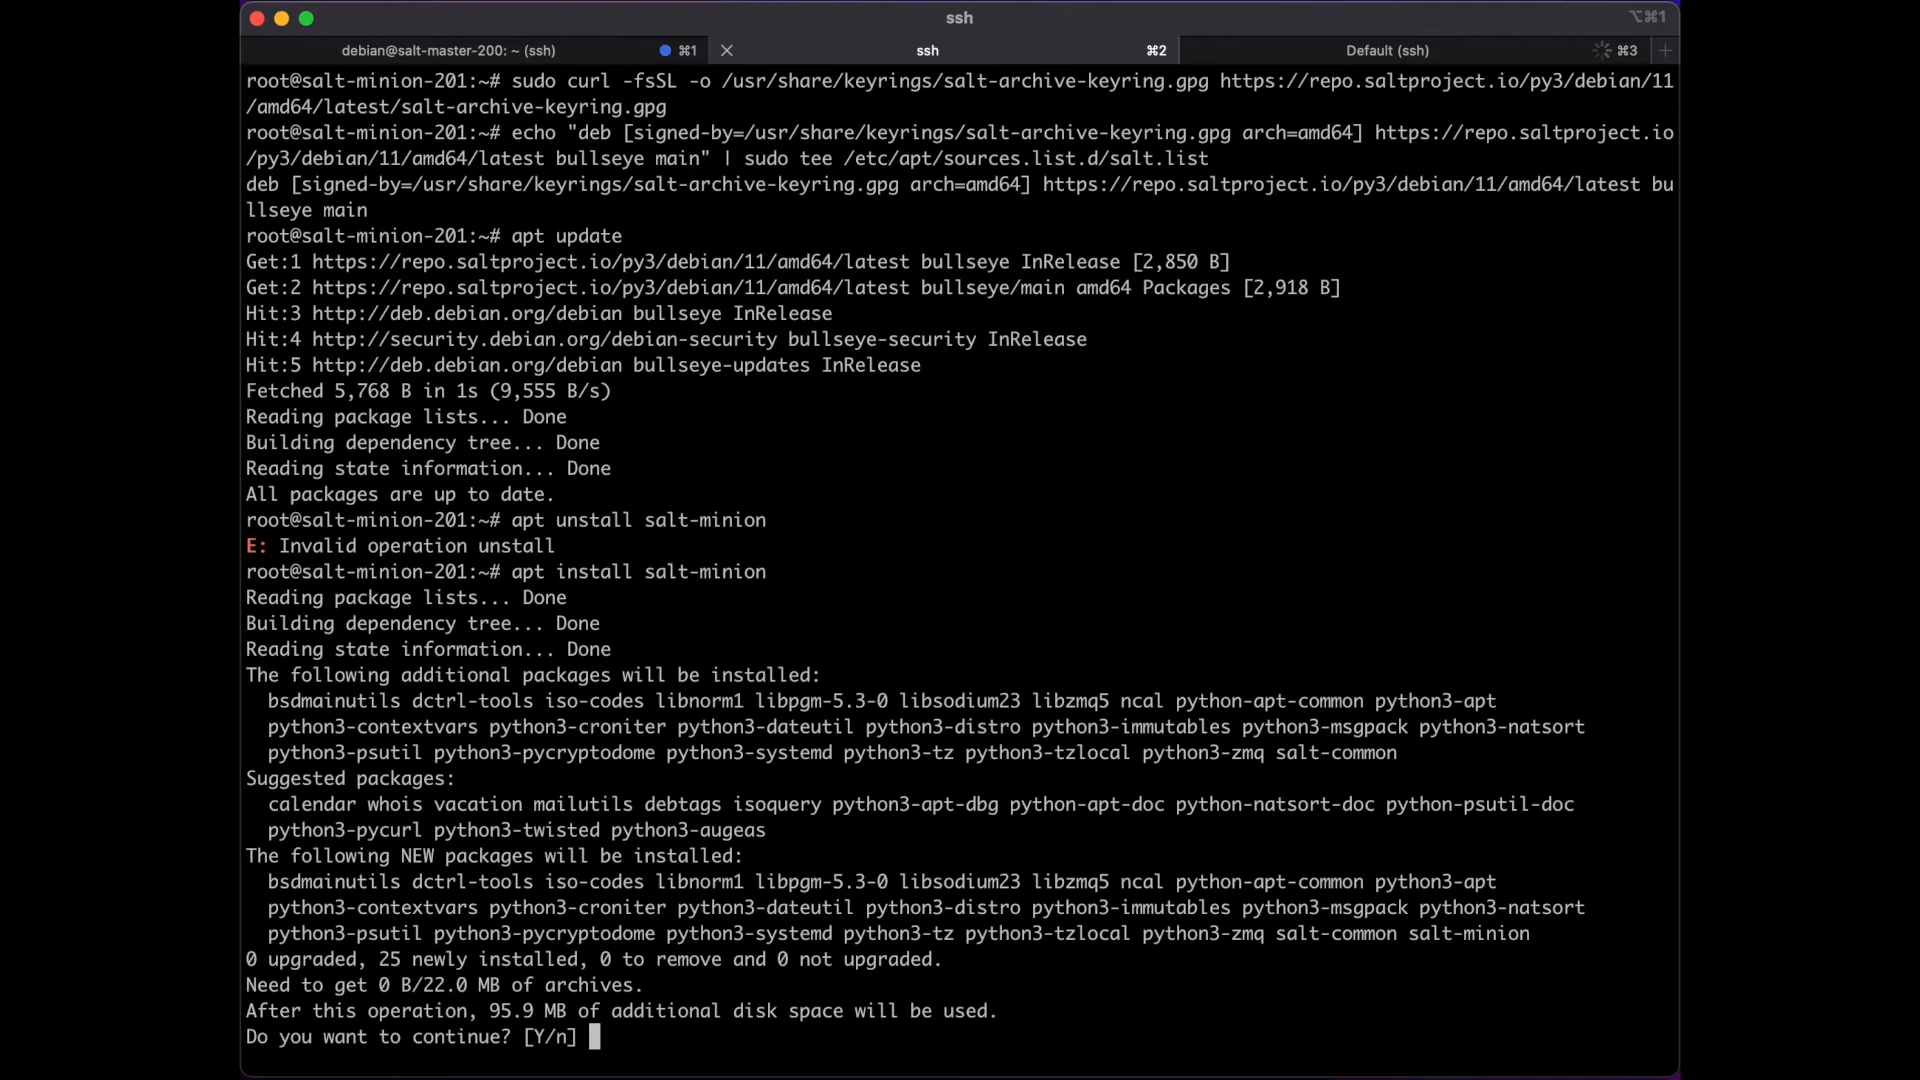 ssh
⌥⌘1
debian@salt-master-200: ~ (ssh)
⌘1
ssh
⌘2
Default (ssh)
⌘3
root@salt-minion-201:~# sudo curl -fsSL -o /usr/share/keyrings/salt-archive-keyring.gpg https://repo.saltproject.io/py3/debian/11
/amd64/latest/salt-archive-keyring.gpg
root@salt-minion-201:~# echo "deb [signed-by=/usr/share/keyrings/salt-archive-keyring.gpg arch=amd64] https://repo.saltproject.io
/py3/debian/11/amd64/latest bullseye main" | sudo tee /etc/apt/sources.list.d/salt.list
deb [signed-by=/usr/share/keyrings/salt-archive-keyring.gpg arch=amd64] https://repo.saltproject.io/py3/debian/11/amd64/latest bu
llseye main
root@salt-minion-201:~# apt update
Get:1 https://repo.saltproject.io/py3/debian/11/amd64/latest bullseye InRelease [2,850 B]
Get:2 https://repo.saltproject.io/py3/debian/11/amd64/latest bullseye/main amd64 Packages [2,918 B]
Hit:3 http://deb.debian.org/debian bullseye InRelease
Hit:4 http://security.debian.org/debian-security bullseye-security InRelease
Hit:5 http://deb.debian.org/debian bullseye-updates InRelease
Fetched 5,768 B in 1s (9,555 B/s)
Reading package lists... Done
Building dependency tree... Done
Reading state information... Done
All packages are up to date.
root@salt-minion-201:~# apt unstall salt-minion
E: Invalid operation unstall
root@salt-minion-201:~# apt install salt-minion
Reading package lists... Done
Building dependency tree... Done
Reading state information... Done
The following additional packages will be installed:
  bsdmainutils dctrl-tools iso-codes libnorm1 libpgm-5.3-0 libsodium23 libzmq5 ncal python-apt-common python3-apt
  python3-contextvars python3-croniter python3-dateutil python3-distro python3-immutables python3-msgpack python3-natsort
  python3-psutil python3-pycryptodome python3-systemd python3-tz python3-tzlocal python3-zmq salt-common
Suggested packages:
  calendar whois vacation mailutils debtags isoquery python3-apt-dbg python-apt-doc python-natsort-doc python-psutil-doc
  python3-pycurl python3-twisted python3-augeas
The following NEW packages will be installed:
  bsdmainutils dctrl-tools iso-codes libnorm1 libpgm-5.3-0 libsodium23 libzmq5 ncal python-apt-common python3-apt
  python3-contextvars python3-croniter python3-dateutil python3-distro python3-immutables python3-msgpack python3-natsort
  python3-psutil python3-pycryptodome python3-systemd python3-tz python3-tzlocal python3-zmq salt-common salt-minion
0 upgraded, 25 newly installed, 0 to remove and 0 not upgraded.
Need to get 0 B/22.0 MB of archives.
After this operation, 95.9 MB of additional disk space will be used.
Do you want to continue? [Y/n]